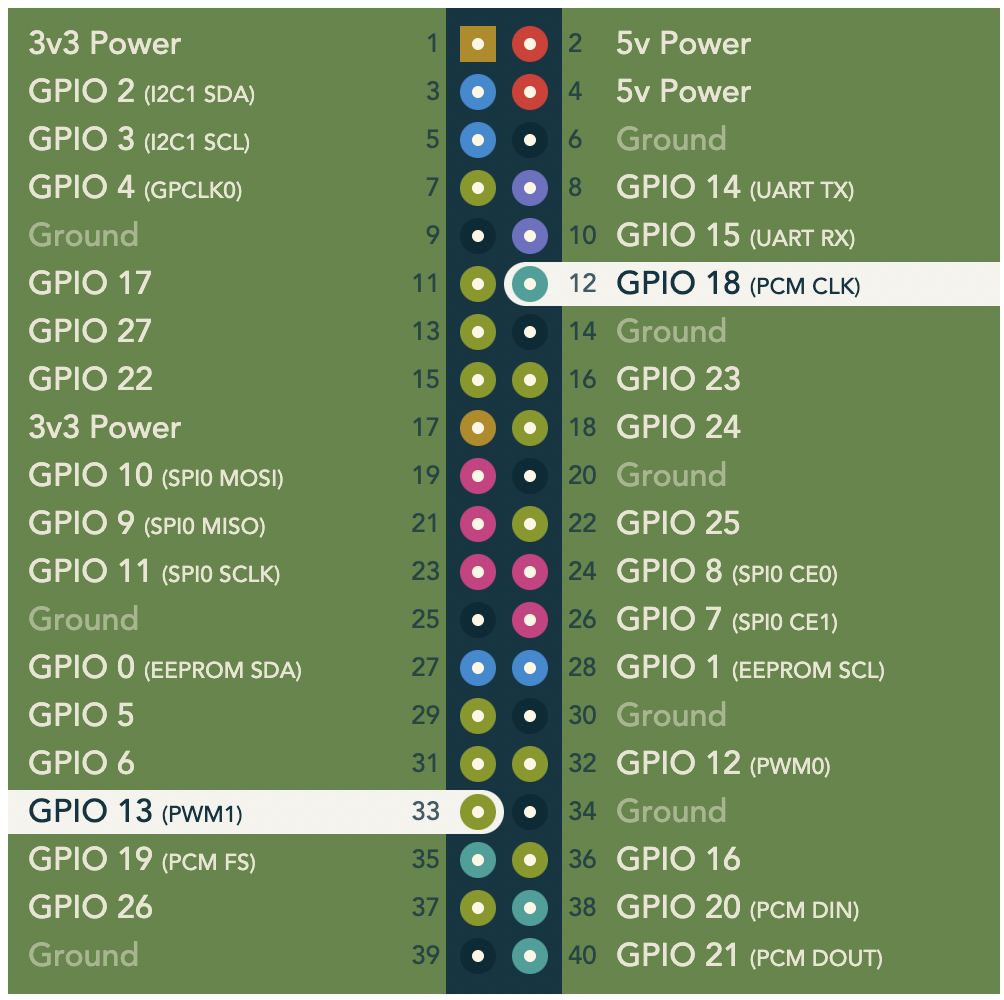 3v3 Power 1 2 5v Power
GPIO 2 (I2C1 SDA) 3 4 5v Power
GPIO 3 (I2C1 SCL) 5 6 Ground
GPIO 4 (GPCLK0) 7 8 GPIO 14 (UART TX)
Ground 9 10 GPIO 15 (UART RX)
GPIO 17 11 12 GPIO 18 (PCM CLK)
GPIO 27 13 14 Ground
GPIO 22 15 16 GPIO 23
3v3 Power 17 18 GPIO 24
GPIO 10 (SPI0 MOSI) 19 20 Ground
GPIO 9 (SPI0 MISO) 21 22 GPIO 25
GPIO 11 (SPI0 SCLK) 23 24 GPIO 8 (SPI0 CE0)
Ground 25 26 GPIO 7 (SPI0 CE1)
GPIO 0 (EEPROM SDA) 27 28 GPIO 1 (EEPROM SCL)
GPIO 5 29 30 Ground
GPIO 6 31 32 GPIO 12 (PWM0)
GPIO 13 (PWM1) 33 34 Ground
GPIO 19 (PCM FS) 35 36 GPIO 16
GPIO 26 37 38 GPIO 20 (PCM DIN)
Ground 39 40 GPIO 21 (PCM DOUT)